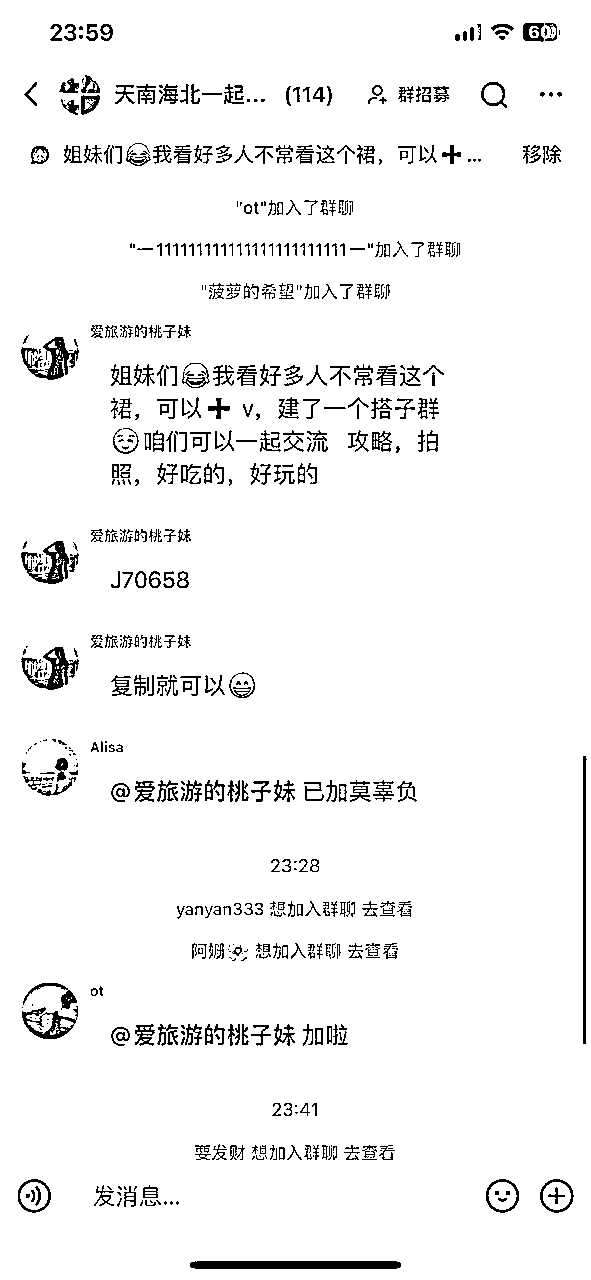 23:59
60
天南海北一起... (114) 群招募
姐妹们😂我看好多人不常看这个裙，可以➕... 移除
"ot"加入了群聊
"一1111111111111111111111111一"加入了群聊
"菠萝的希望"加入了群聊
爱旅游的桃子妹
姐妹们😂我看好多人不常看这个
裙，可以➕ v，建了一个搭子群
😌咱们可以一起交流 攻略，拍
照，好吃的，好玩的
爱旅游的桃子妹
J70658
爱旅游的桃子妹
复制就可以😁
Alisa
@爱旅游的桃子妹 已加莫辜负
23:28
yanyan333 想加入群聊 去查看
阿娜 想加入群聊 去查看
ot
@爱旅游的桃子妹 加啦
23:41
要发财 想加入群聊 去查看
发消息...